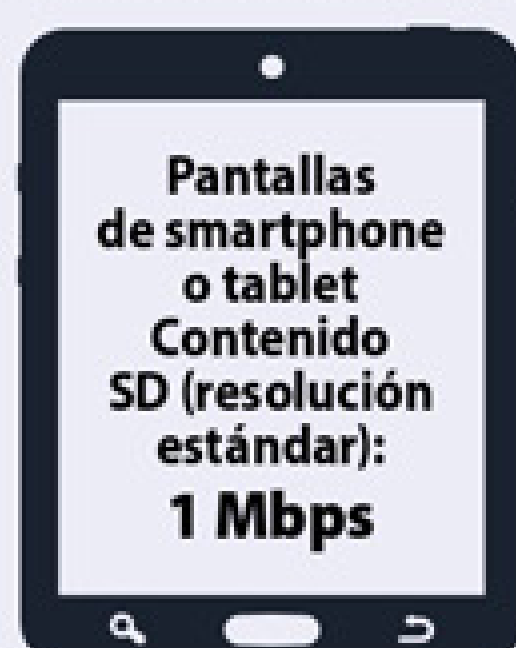 Pantallas
de smartphone
o tablet
Contenido
SD (resolución
estándar):
1 Mbps